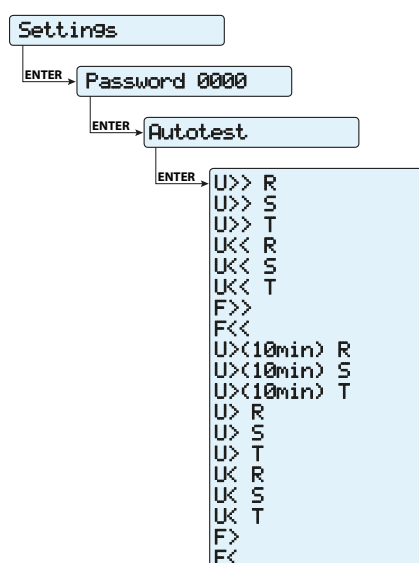 Settings
ENTER
Password 0000
ENTER
Autotest
ENTER
U>> R
U>> S
U>> T
U<< R
U<< S
U<< T
F>>
F<<
U>(10min) R
U>(10min) S
U>(10min) T
U> R
U> S
U> T
U< R
U< S
U< T
F>
F<